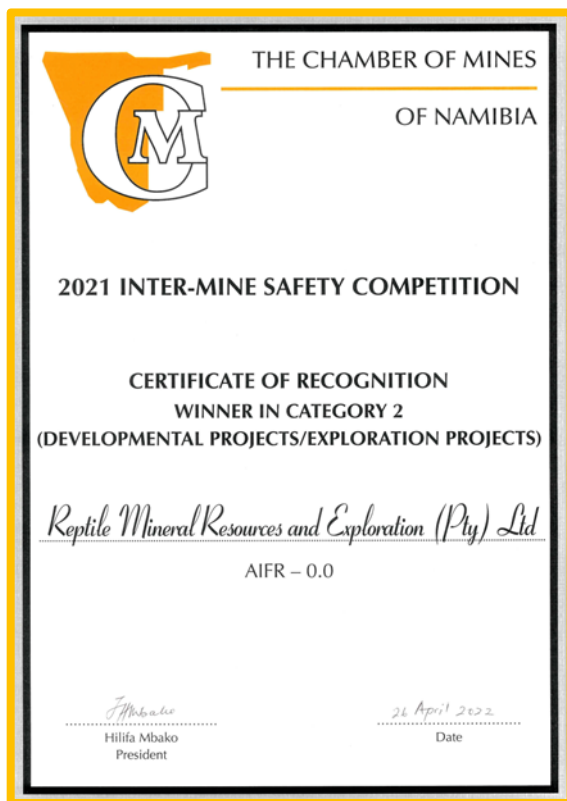 THE CHAMBER OF MINES
OF NAMIBIA
CM
2021 INTER-MINE SAFETY COMPETITION
CERTIFICATE OF RECOGNITION
WINNER IN CATEGORY 2
(DEVELOPMENTAL PROJECTS/EXPLORATION PROJECTS)
Reptile Mineral Resources and Exploration (Pty) Ltd
AIFR – 0.0
26 April 2022
Hilifa Mbako
Date
President